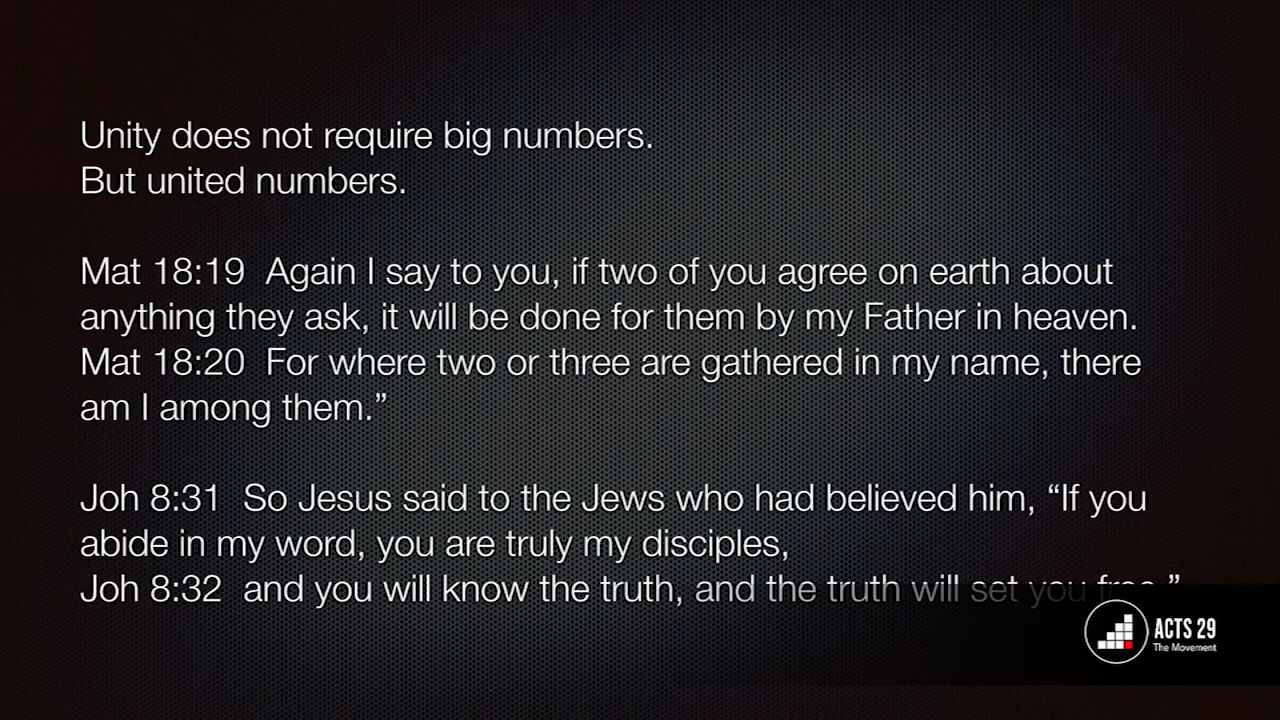 Unity does not require big numbers.
But united numbers.
Mat 18:19 Again I say to you, if two of you agree on earth about
anything they ask, it will be done for them by my Father in heaven.
Mat 18:20 For where two or three are gathered in my name, there
am I among them.”
Joh 8:31 So Jesus said to the Jews who had believed him, “If you
abide in my word, you are truly my disciples,
Joh 8:32 and you will know the truth, and the truth will set you free.”
ACTS 29
The Movement